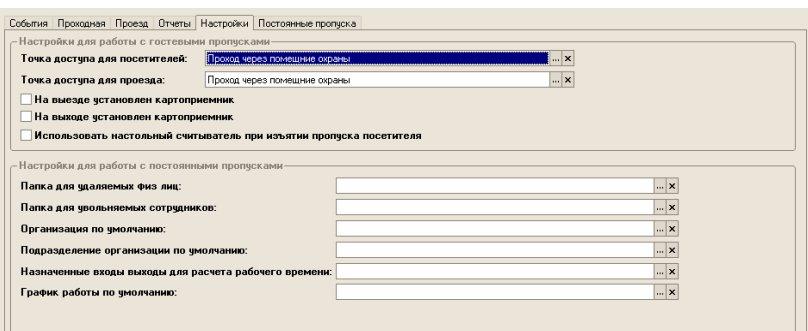 События Проходная Проезд Отчеты Настройки Постоянные пропуска
Настройки для работы с гостевыми пропусками
Точка доступа для посетителей: Проход через помещние охраны ... ×
Точка доступа для проезда: Проход через помещние охраны ... ×
На выезде установлен картоприемник
На выходе установлен картоприемник
Использовать настольный считыватель при изъятии пропуска посетителя
Настройки для работы с постоянными пропусками
Папка для удаляемых физ лиц: ... ×
Папка для увольняемых сотрудников: ... ×
Организация по умолчанию: ... ×
Подразделение организации по умолчанию: ... ×
Назначенные входы выходы для расчета рабочего времени: ... ×
График работы по умолчанию: ... ×